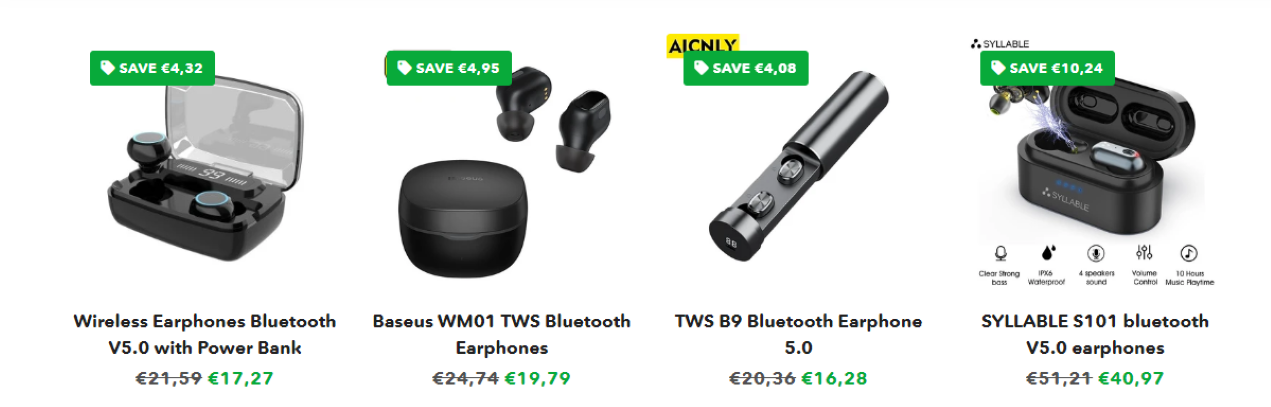 SAVE €4,32
99
Wireless Earphones Bluetooth
V5.0 with Power Bank
€21,59 €17,27
SAVE €4,95
Baseus WM01 TWS Bluetooth
Earphones
€24,74 €19,79
AICNLY
SAVE €4,08
88
TWS B9 Bluetooth Earphone
5.0
€20,36 €16,28
SYLLABLE
SAVE €10,24
SYLLABLE
Clear Strong
bass
IPX6
Waterproof
4 speakers
sound
Volume
Control
10 Hours
Music Playtime
SYLLABLE S101 bluetooth
V5.0 earphones
€51,21 €40,97